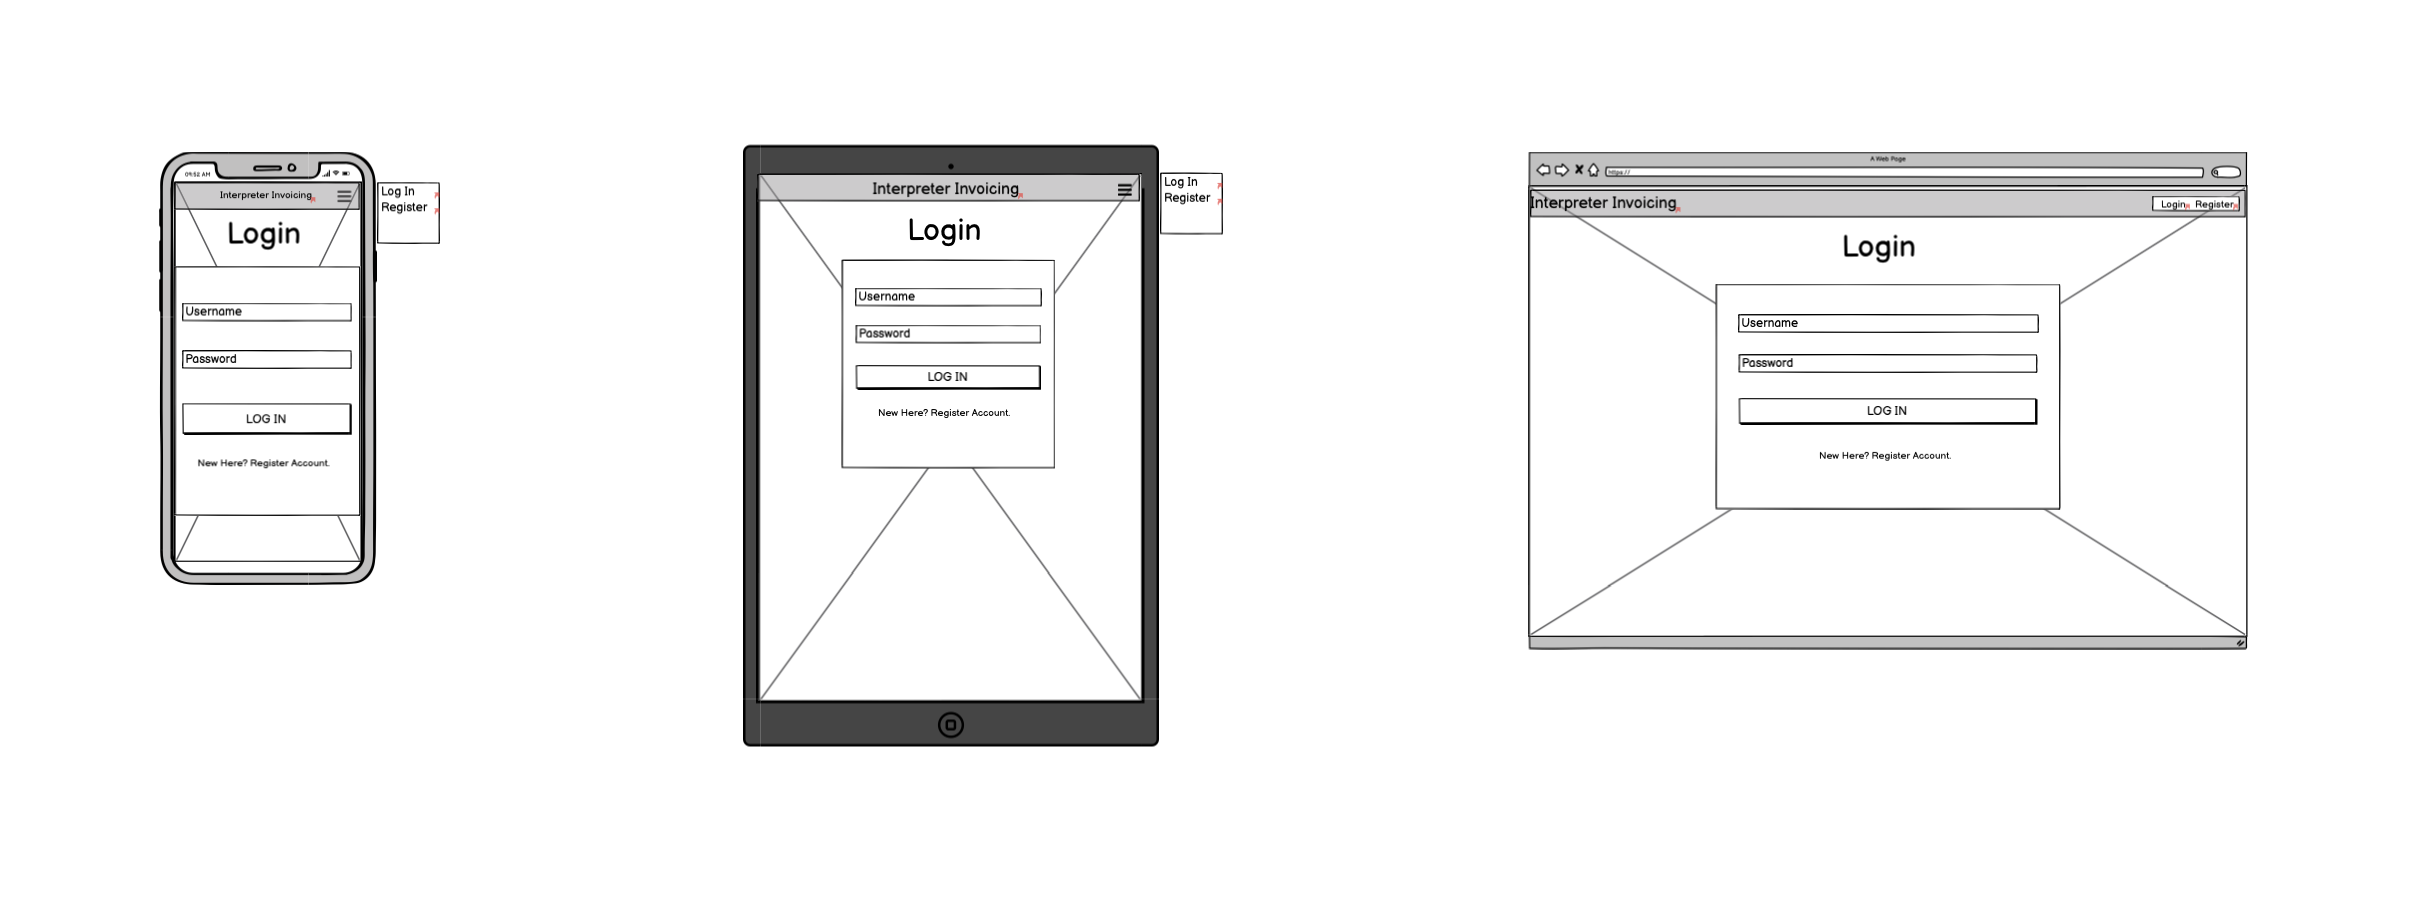 09:52 AM
Interpreter Invoicing
Log In
Register
Login
Username
Password
LOG IN
New Here? Register Account.
Interpreter Invoicing
Log In
Register
Login
Username
Password
LOG IN
New Here? Register Account.
A Web Page
https://
Interpreter Invoicing
Login Register
Login
Username
Password
LOG IN
New Here? Register Account.